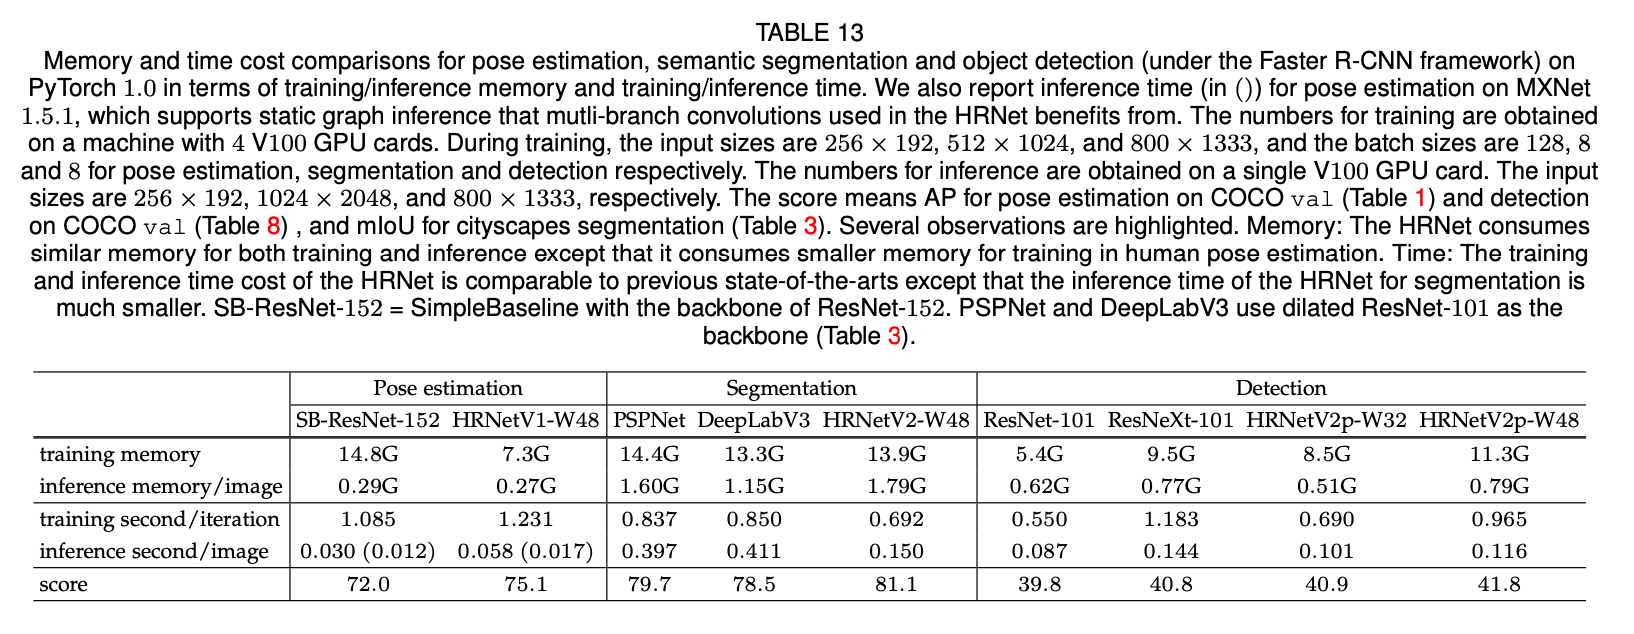 TABLE 13
Memory and time cost comparisons for pose estimation, semantic segmentation and object detection (under the Faster R-CNN framework) on
PyTorch 1.0 in terms of training/inference memory and training/inference time. We also report inference time (in ()) for pose estimation on MXNet
1.5.1, which supports static graph inference that mutli-branch convolutions used in the HRNet benefits from. The numbers for training are obtained
on a machine with 4 V100 GPU cards. During training, the input sizes are 256 × 192, 512 × 1024, and 800 × 1333, and the batch sizes are 128, 8
and 8 for pose estimation, segmentation and detection respectively. The numbers for inference are obtained on a single V100 GPU card. The input
sizes are 256 × 192, 1024 × 2048, and 800 × 1333, respectively. The score means AP for pose estimation on COCO val (Table 1) and detection
on COCO val (Table 8) , and mIoU for cityscapes segmentation (Table 3). Several observations are highlighted. Memory: The HRNet consumes
similar memory for both training and inference except that it consumes smaller memory for training in human pose estimation. Time: The training
and inference time cost of the HRNet is comparable to previous state-of-the-arts except that the inference time of the HRNet for segmentation is
much smaller. SB-ResNet-152 = SimpleBaseline with the backbone of ResNet-152. PSPNet and DeepLabV3 use dilated ResNet-101 as the
backbone (Table 3).
Pose estimation Segmentation Detection
SB-ResNet-152 HRNetV1-W48 PSPNet DeepLabV3 HRNetV2-W48 ResNet-101 ResNeXt-101 HRNetV2p-W32 HRNetV2p-W48
training memory 14.8G 7.3G 14.4G 13.3G 13.9G 5.4G 9.5G 8.5G 11.3G
inference memory/image 0.29G 0.27G 1.60G 1.15G 1.79G 0.62G 0.77G 0.51G 0.79G
training second/iteration 1.085 1.231 0.837 0.850 0.692 0.550 1.183 0.690 0.965
inference second/image 0.030 (0.012) 0.058 (0.017) 0.397 0.411 0.150 0.087 0.144 0.101 0.116
score 72.0 75.1 79.7 78.5 81.1 39.8 40.8 40.9 41.8